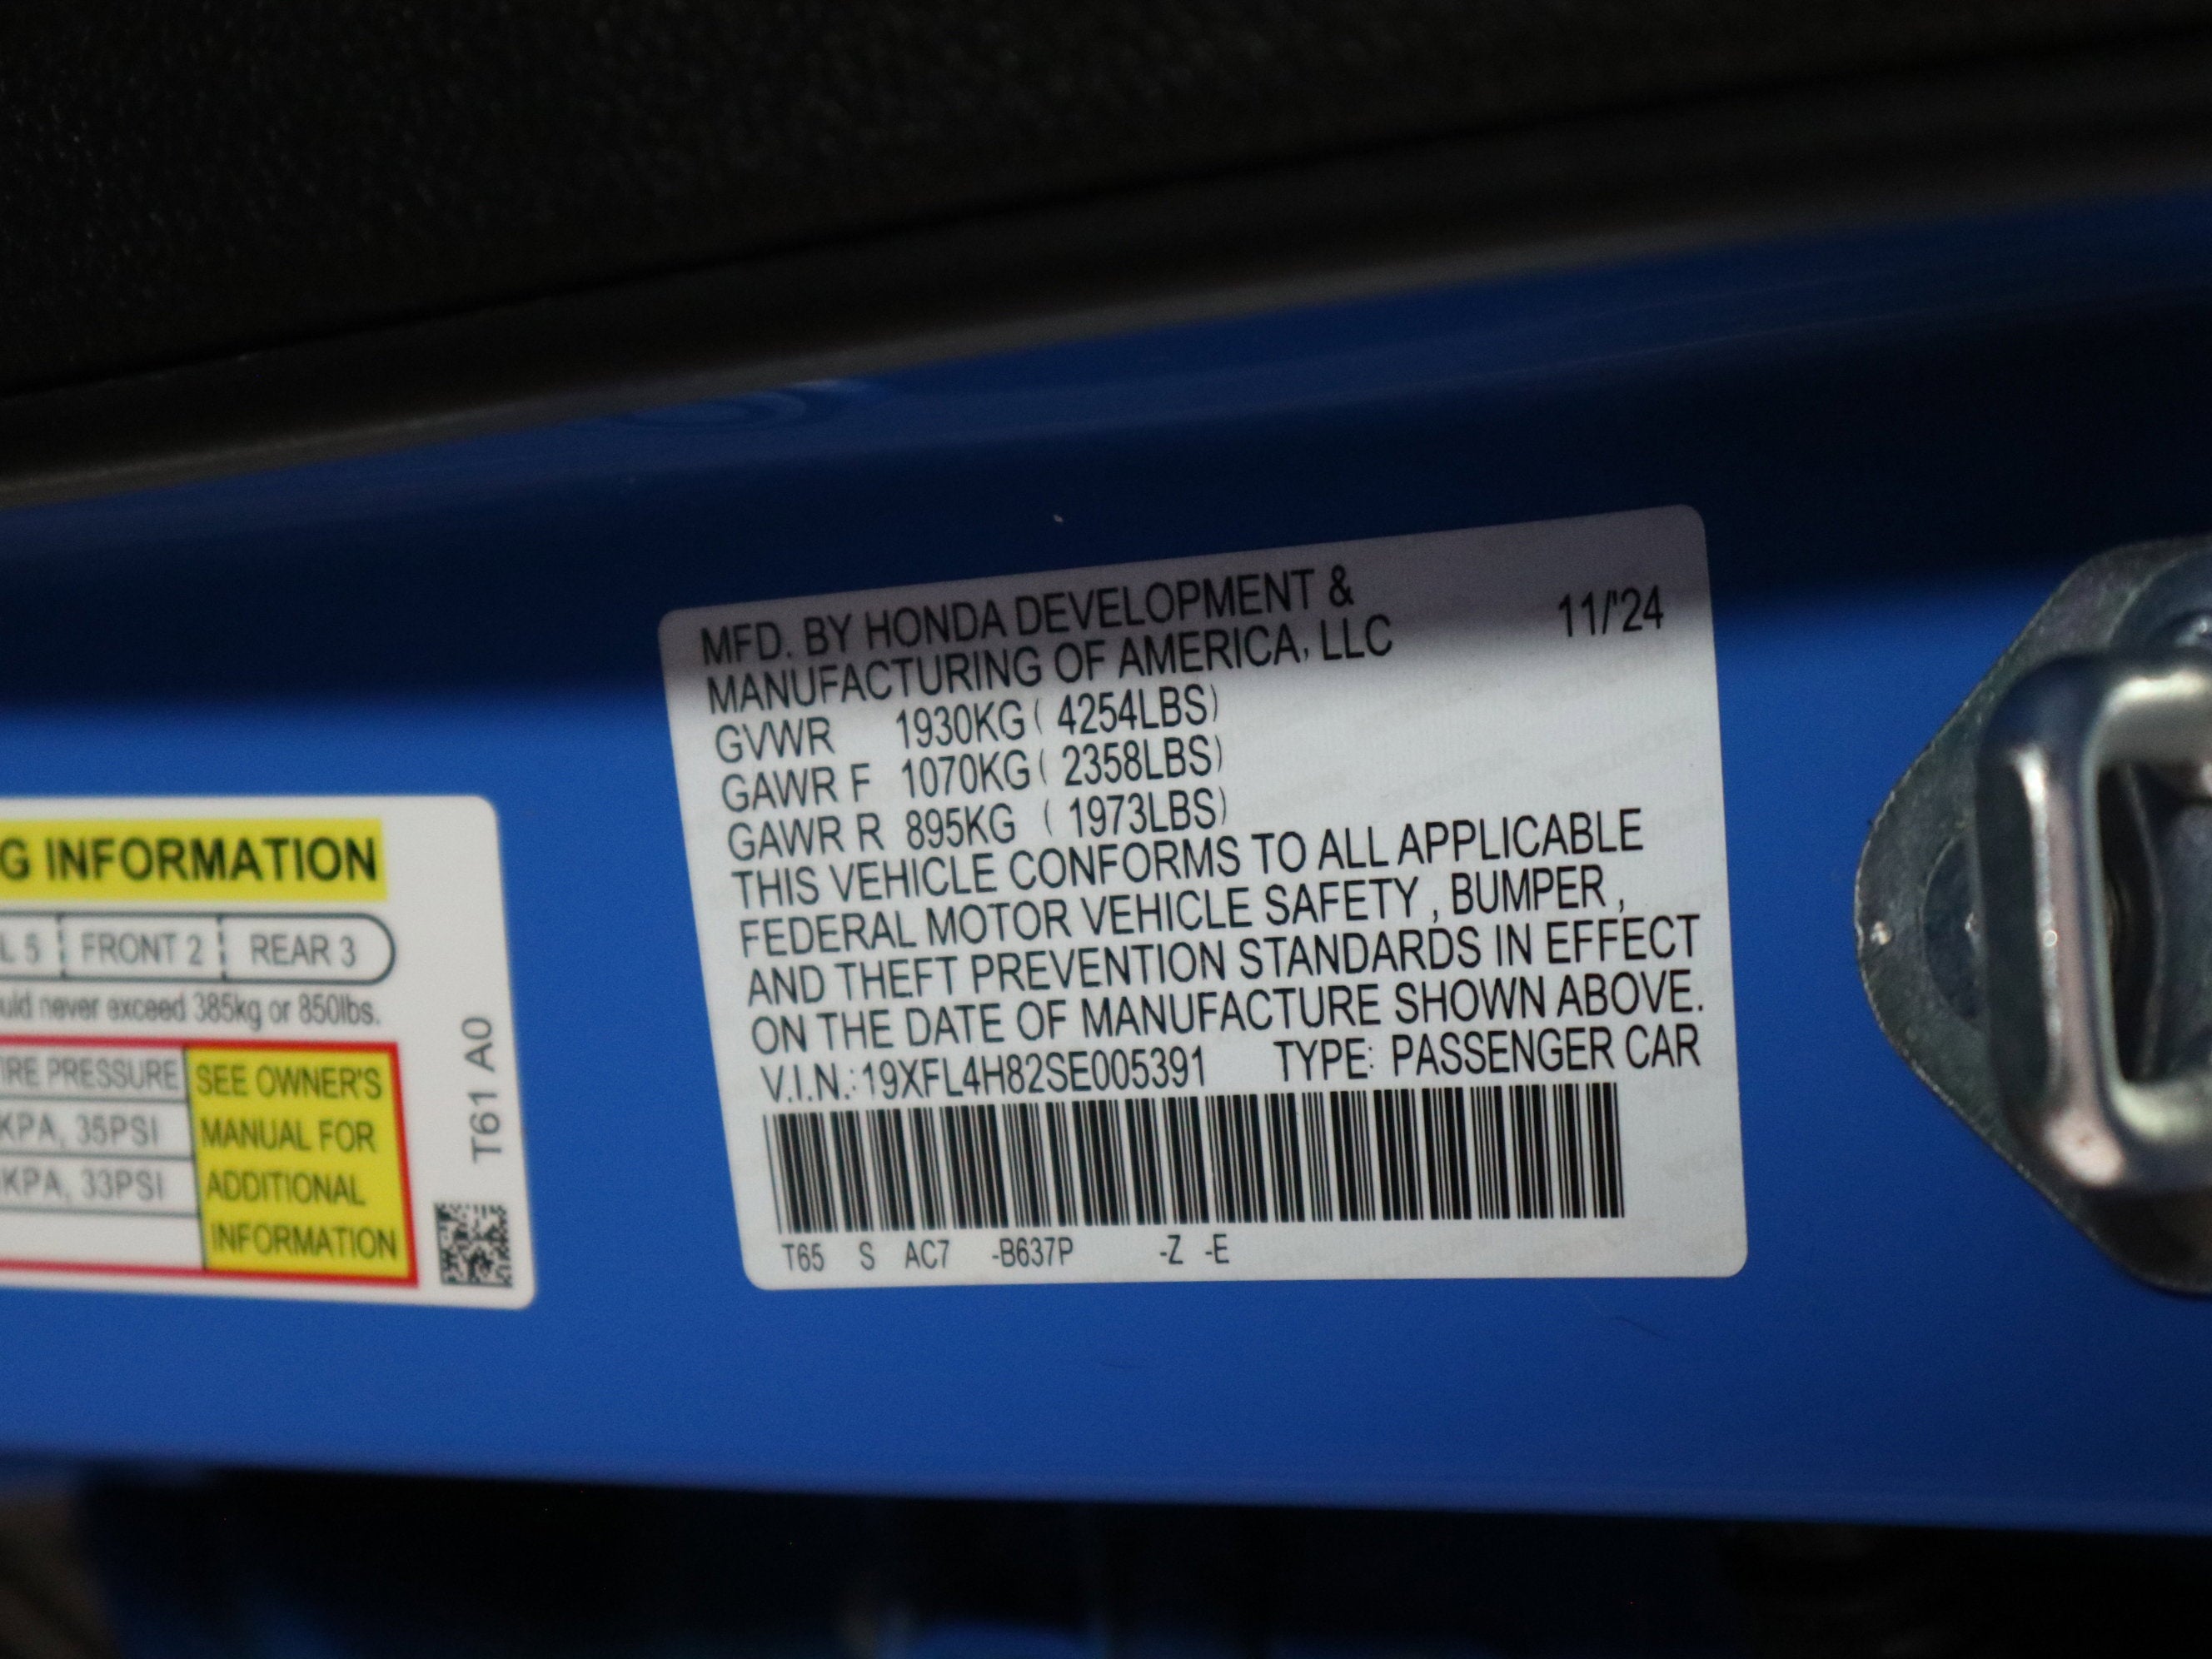 MFD. BY HONDA DEVELOPMENT &
MANUFACTURING OF AMERICA, LLC
11/'24
GVWR 1930KG ( 4254LBS)
GAWR F 1070KG ( 2358LBS)
GAWR R 895KG ( 1973LBS)
THIS VEHICLE CONFORMS TO ALL APPLICABLE
FEDERAL MOTOR VEHICLE SAFETY , BUMPER ,
AND THEFT PREVENTION STANDARDS IN EFFECT
ON THE DATE OF MANUFACTURE SHOWN ABOVE.
V.I.N.: 19XFL4H82SE005391 TYPE: PASSENGER CAR
T65 S AC7 -B637P -Z -E
G INFORMATION
L 5 FRONT 2 REAR 3
uld never exceed 385kg or 850lbs.
IRE PRESSURE
KPA, 35PSI
KPA, 33PSI
SEE OWNER'S
MANUAL FOR
ADDITIONAL
INFORMATION
T61 A0